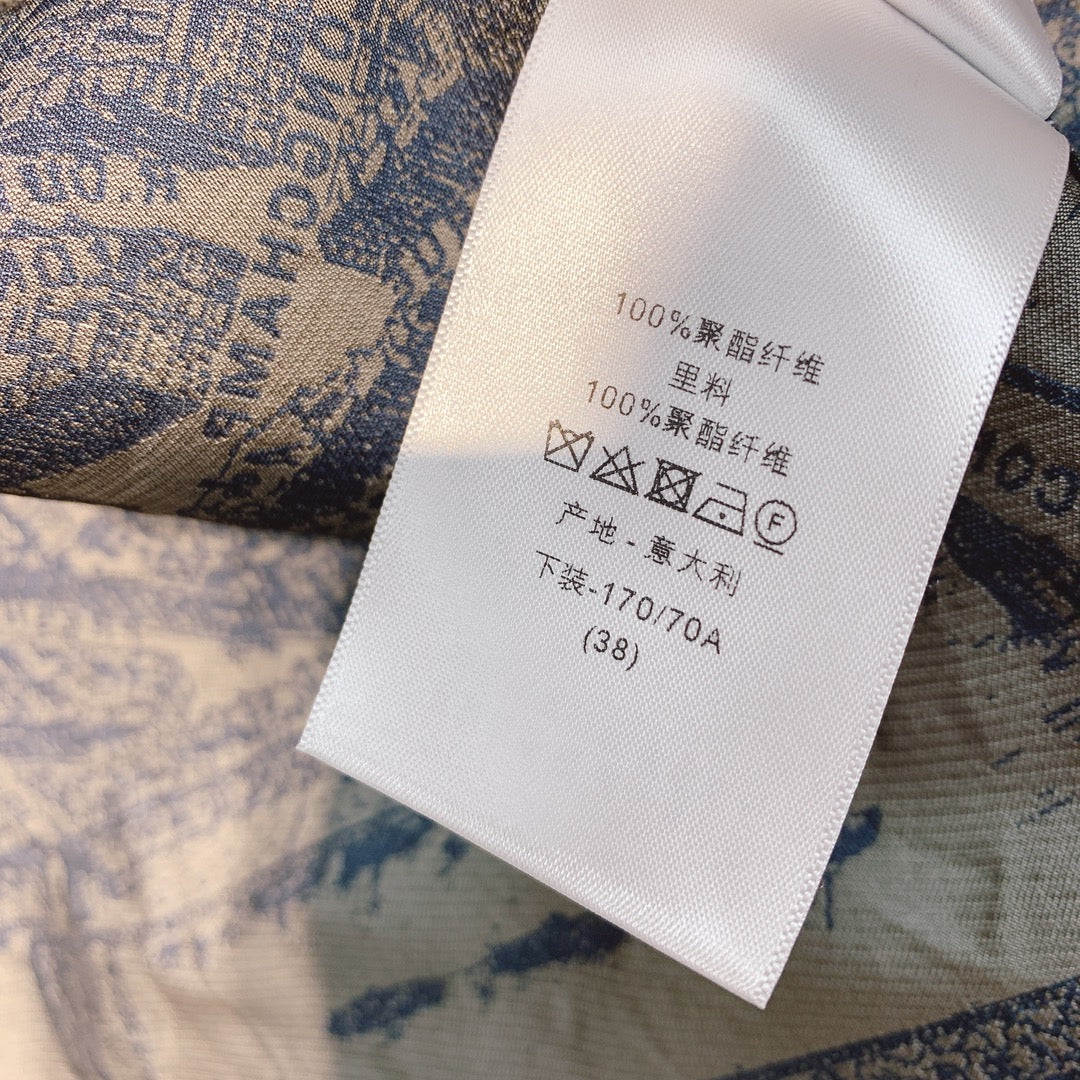 100%聚酯纤维
里料
100%聚酯纤维
F
产地-意大利
下装-170/70A
(38)